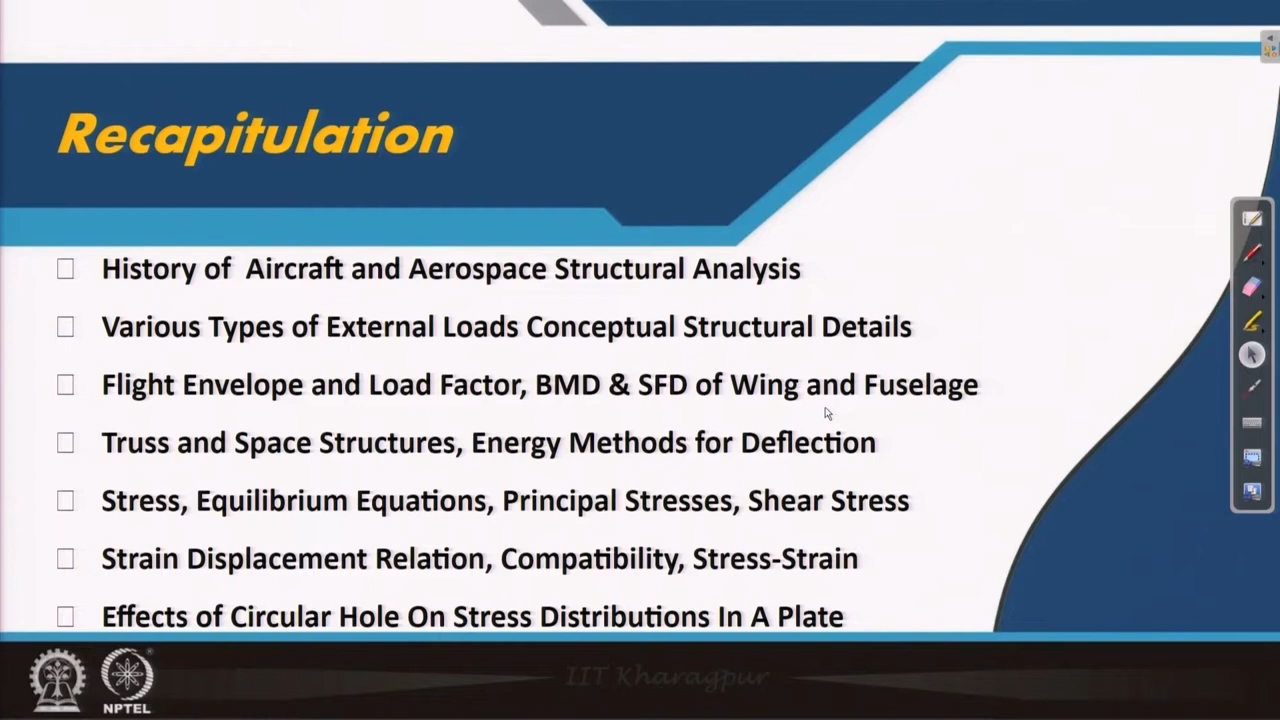 Recapitulation
History of Aircraft and Aerospace Structural Analysis
Various Types of External Loads Conceptual Structural Details
Flight Envelope and Load Factor, BMD & SFD of Wing and Fuselage
Truss and Space Structures, Energy Methods for Deflection
Stress, Equilibrium Equations, Principal Stresses, Shear Stress
Strain Displacement Relation, Compatibility, Stress-Strain
Effects of Circular Hole On Stress Distributions In A Plate
IIT Kharagpur
NPTEL